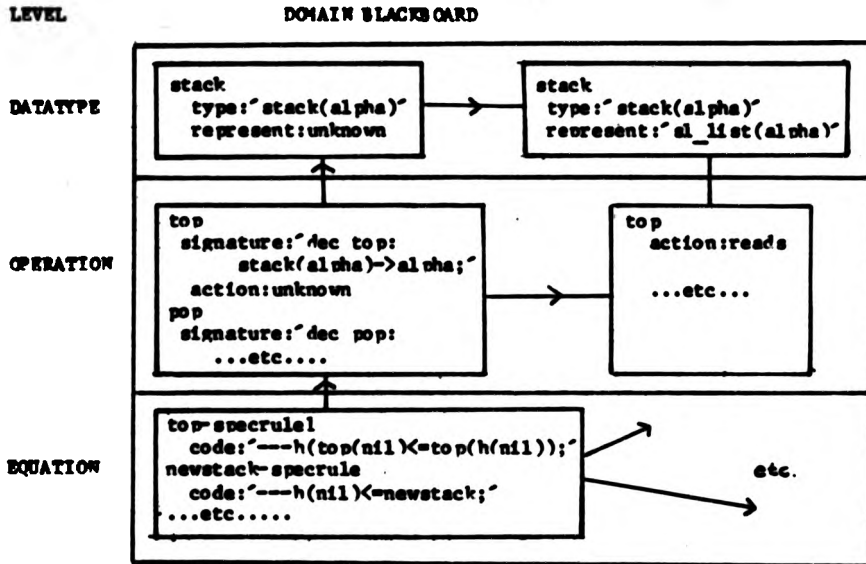 LEVEL DOMAIN BLACKBOARD
DATATYPE
stack
type:´stack(alpha)´
represent:unknown
stack
type:´stack(alpha)´
represent:´sl_list(alpha)´
OPERATION
top
signature:´dec top:
stack(alpha)->alpha;´
action:unknown
pop
signature:´dec pop:
...etc....
top
action:reads
...etc...
EQUATION
top-specrule1
code:´---h(top(nil)<=top(h(nil));´
newstack-specrule
code:´---h(nil)<=newstack;´
...etc.....
etc.